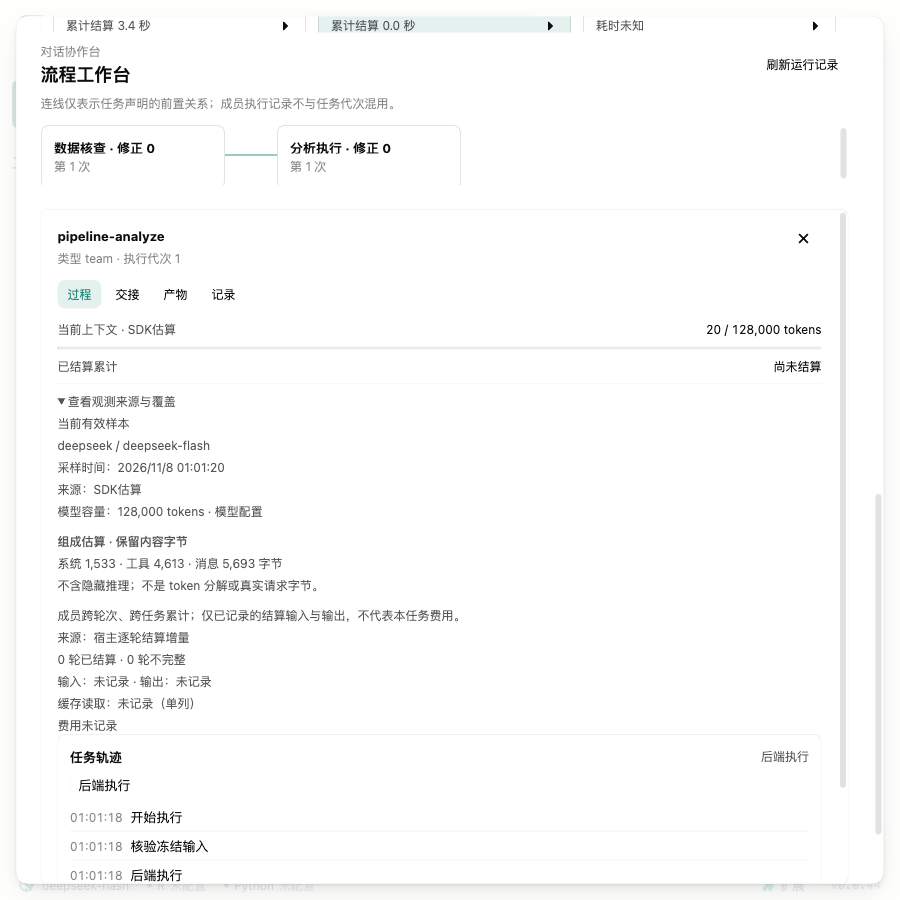 累计结算 3.4 秒
累计结算 0.0 秒
耗时未知
对话协作台
流程工作台
刷新运行记录
连线仅表示任务声明的前置关系；成员执行记录不与任务代次混用。
数据核查 · 修正 0
第 1 次
分析执行 · 修正 0
第 1 次
pipeline-analyze
类型 team · 执行代次 1
过程 交接 产物 记录
当前上下文 · SDK估算 20 / 128,000 tokens
已结算累计 尚未结算
查看观测来源与覆盖
当前有效样本
deepseek / deepseek-flash
采样时间：2026/11/8 01:01:20
来源：SDK估算
模型容量：128,000 tokens · 模型配置
组成估算 · 保留内容字节
系统 1,533 · 工具 4,613 · 消息 5,693 字节
不含隐藏推理；不是 token 分解或真实请求字节。
成员跨轮次、跨任务累计；仅已记录的结算输入与输出，不代表本任务费用。
来源：宿主逐轮结算增量
0 轮已结算 · 0 轮不完整
输入：未记录 · 输出：未记录
缓存读取：未记录（单列）
费用未记录
任务轨迹 后端执行
后端执行
01:01:18 开始执行
01:01:18 核验冻结输入
01:01:18 后端执行
deepseek-flash R 未配置 Python 未配置 扩展